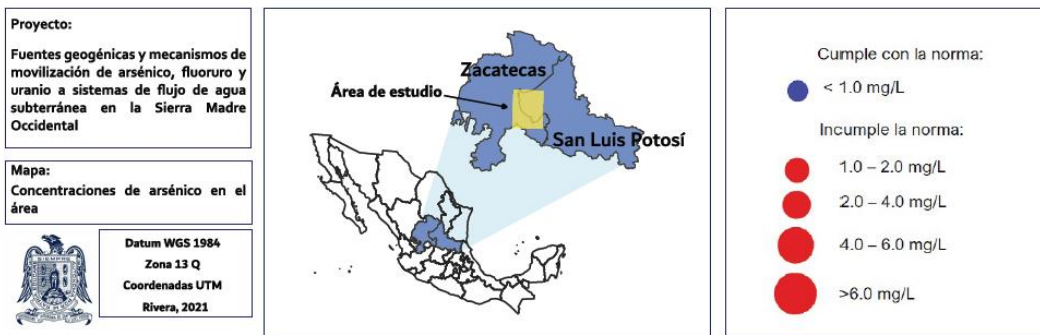 Proyecto:
Fuentes geogénicas y mecanismos de
movilización de arsénico, fluoruro y
uranio a sistemas de flujo de agua
subterránea en la Sierra Madre
Occidental
Mapa:
Concentraciones de arsénico en el
área
Datum WGS 1984
Zona 13 Q
Coordenadas UTM
Rivera, 2021
Zacatecas
Área de estudio
San Luis Potosí
Cumple con la norma:
< 1.0 mg/L
Incumple la norma:
1.0 – 2.0 mg/L
2.0 – 4.0 mg/L
4.0 – 6.0 mg/L
>6.0 mg/L